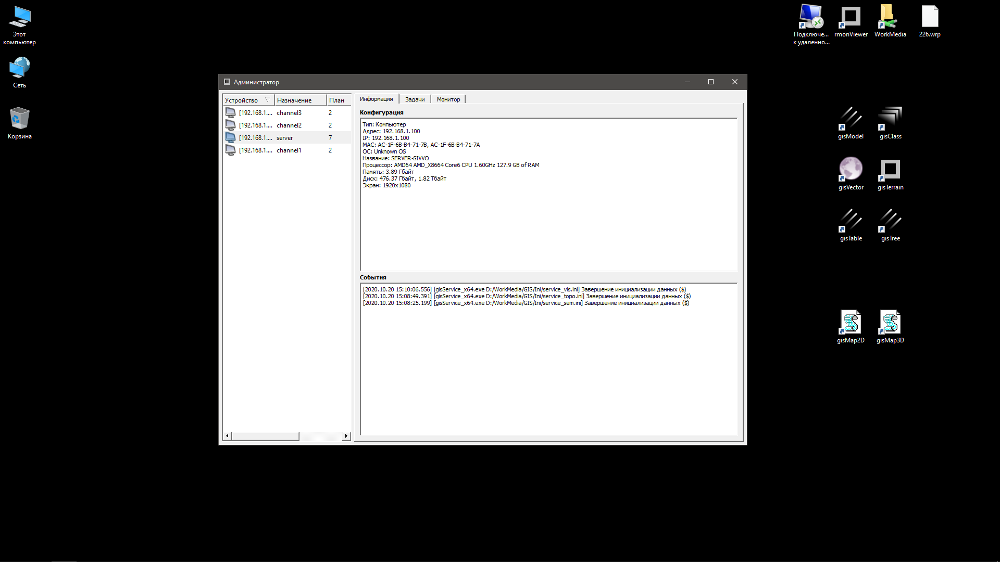 Этот
компьютер
Сеть
Корзина
Подключе...
к удаленно...
rmonViewer
WorkMedia
226.wrp
Администратор
Устройство Назначение План
[192.168.1.... channel3 2
[192.168.1.... channel2 2
[192.168.1.... server 7
[192.168.1.... channel1 2
Информация Задачи Монитор
Конфигурация
Тип: Компьютер
Адрес: 192.168.1.100
IP: 192.168.1.100
MAC: AC-1F-6B-B4-71-7B, AC-1F-6B-B4-71-7A
ОС: Unknown OS
Название: SERVER-SIVVO
Процессор: AMD64 AMD_X8664 Core6 CPU 1.60GHz 127.9 GB of RAM
Память: 3.89 Гбайт
Диск: 476.37 Гбайт, 1.82 Тбайт
Экран: 1920x1080
События
[2020.10.20 15:10:06.556] [gisService_x64.exe D:/WorkMedia/GIS/Ini/service_vis.ini] Завершение инициализации данных ($)
[2020.10.20 15:08:49.391] [gisService_x64.exe D:/WorkMedia/GIS/Ini/service_topo.ini] Завершение инициализации данных ($)
[2020.10.20 15:08:25.199] [gisService_x64.exe D:/WorkMedia/GIS/Ini/service_sem.ini] Завершение инициализации данных ($)
gisModel
gisClass
gisVector
gisTerrain
gisTable
gisTree
gisMap2D
gisMap3D